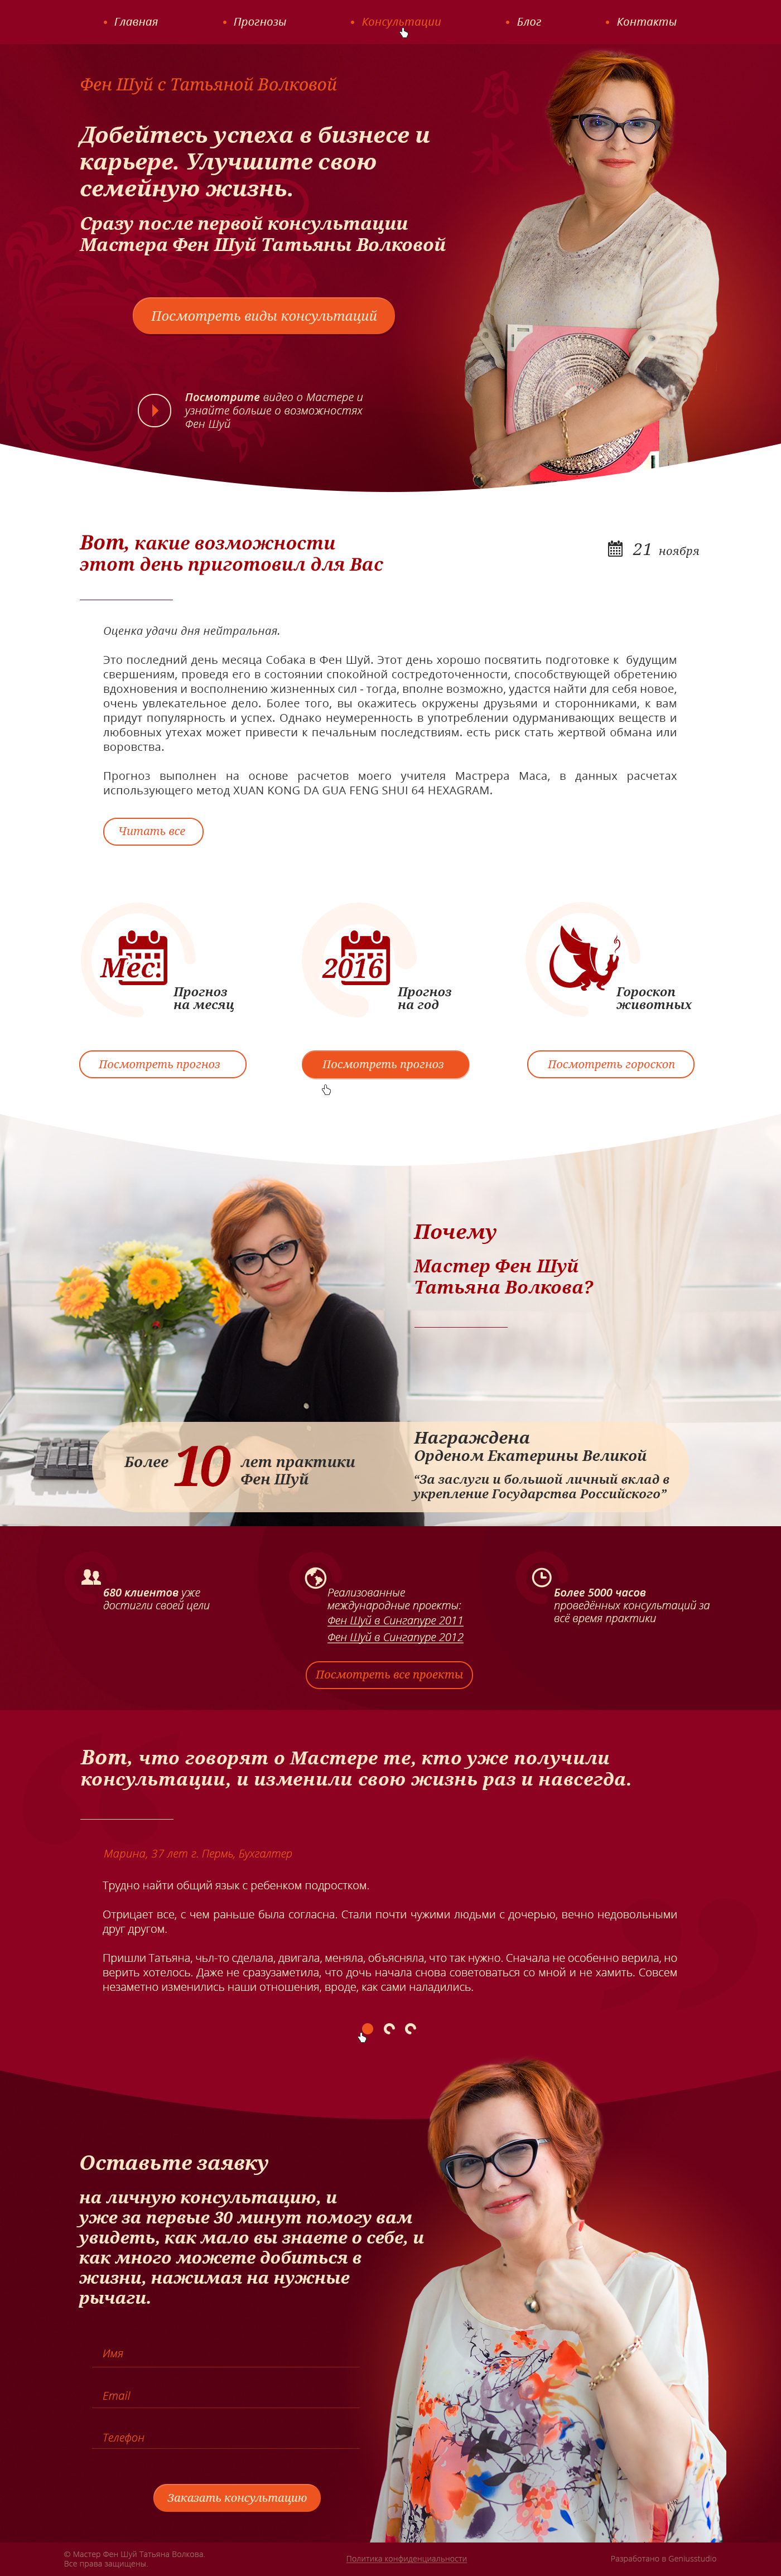 Главная
Прогнозы
Консультации
Блог
Контакты
Фен Шуй с Татьяной Волковой
風
水
Добейтесь успеха в бизнесе и
карьере. Улучшите свою
семейную жизнь.
Сразу после первой консультации
Мастера Фен Шуй Татьяны Волковой
Посмотреть виды консультаций
Посмотрите видео о Мастере и
узнайте больше о возможностях
Фен Шуй
Вот, какие возможности
этот день приготовил для Вас
21 ноября
Оценка удачи дня нейтральная.
Это последний день месяца Собака в Фен Шуй. Этот день хорошо посвятить подготовке к будущим
свершениям, проведя его в состоянии спокойной состредоточенности, способствующей обретению
вдохновения и восполнению жизненных сил - тогда, вполне возможно, удастся найти для себя новое,
очень увлекательное дело. Более того, вы окажитесь окружены друзьями и сторонниками, к вам
придут популярность и успех. Однако неумеренность в употреблении одурманивающих веществ и
любовных утехах может привести к печальным последствиям. есть риск стать жертвой обмана или
воровства.
Прогноз выполнен на основе расчетов моего учителя Мастрера Маса, в данных расчетах
использующего метод XUAN KONG DA GUA FENG SHUI 64 HEXAGRAM.
Читать все
Мес.
Прогноз
на месяц
2016
Прогноз
на год
Гороскоп
животных
Посмотреть прогноз
Посмотреть прогноз
Посмотреть гороскоп
Почему
Мастер Фен Шуй
Татьяна Волкова?
Более 10 лет практики
Фен Шуй
Награждена
Орденом Екатерины Великой
“За заслуги и большой личный вклад в
укрепление Государства Российского”
680 клиентов уже
достигли своей цели
Реализованные
международные проекты:
Фен Шуй в Сингапуре 2011
Фен Шуй в Сингапуре 2012
Более 5000 часов
проведённых консультаций за
всё время практики
Посмотреть все проекты
Вот, что говорят о Мастере те, кто уже получили
консультации, и изменили свою жизнь раз и навсегда.
Марина, 37 лет г. Пермь, Бухгалтер
Трудно найти общий язык с ребенком подростком.
Отрицает все, с чем раньше была согласна. Стали почти чужими людьми с дочерью, вечно недовольными
друг другом.
Пришли Татьяна, чьл-то сделала, двигала, меняла, объясняла, что так нужно. Сначала не особенно верила, но
верить хотелось. Даже не сразузаметила, что дочь начала снова советоваться со мной и не хамить. Совсем
незаметно изменились наши отношения, вроде, как сами наладились.
Оставьте заявку
на личную консультацию, и
уже за первые 30 минут помогу вам
увидеть, как мало вы знаете о себе, и
как много можете добиться в
жизни, нажимая на нужные
рычаги.
Имя
Email
Телефон
Заказать консультацию
© Мастер Фен Шуй Татьяна Волкова.
Все права защищены
Политика конфиденциальности
Разработано в Geniusstudio